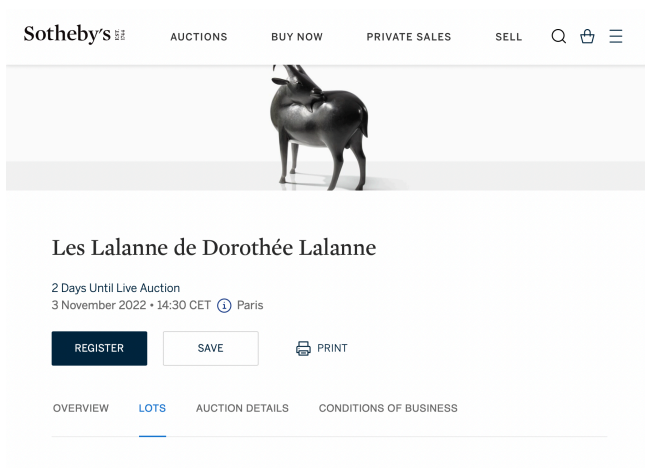 Sotheby's EST. 1744
AUCTIONS BUY NOW PRIVATE SALES SELL
Les Lalanne de Dorothée Lalanne
2 Days Until Live Auction
3 November 2022 • 14:30 CET i Paris
REGISTER SAVE PRINT
OVERVIEW LOTS AUCTION DETAILS CONDITIONS OF BUSINESS